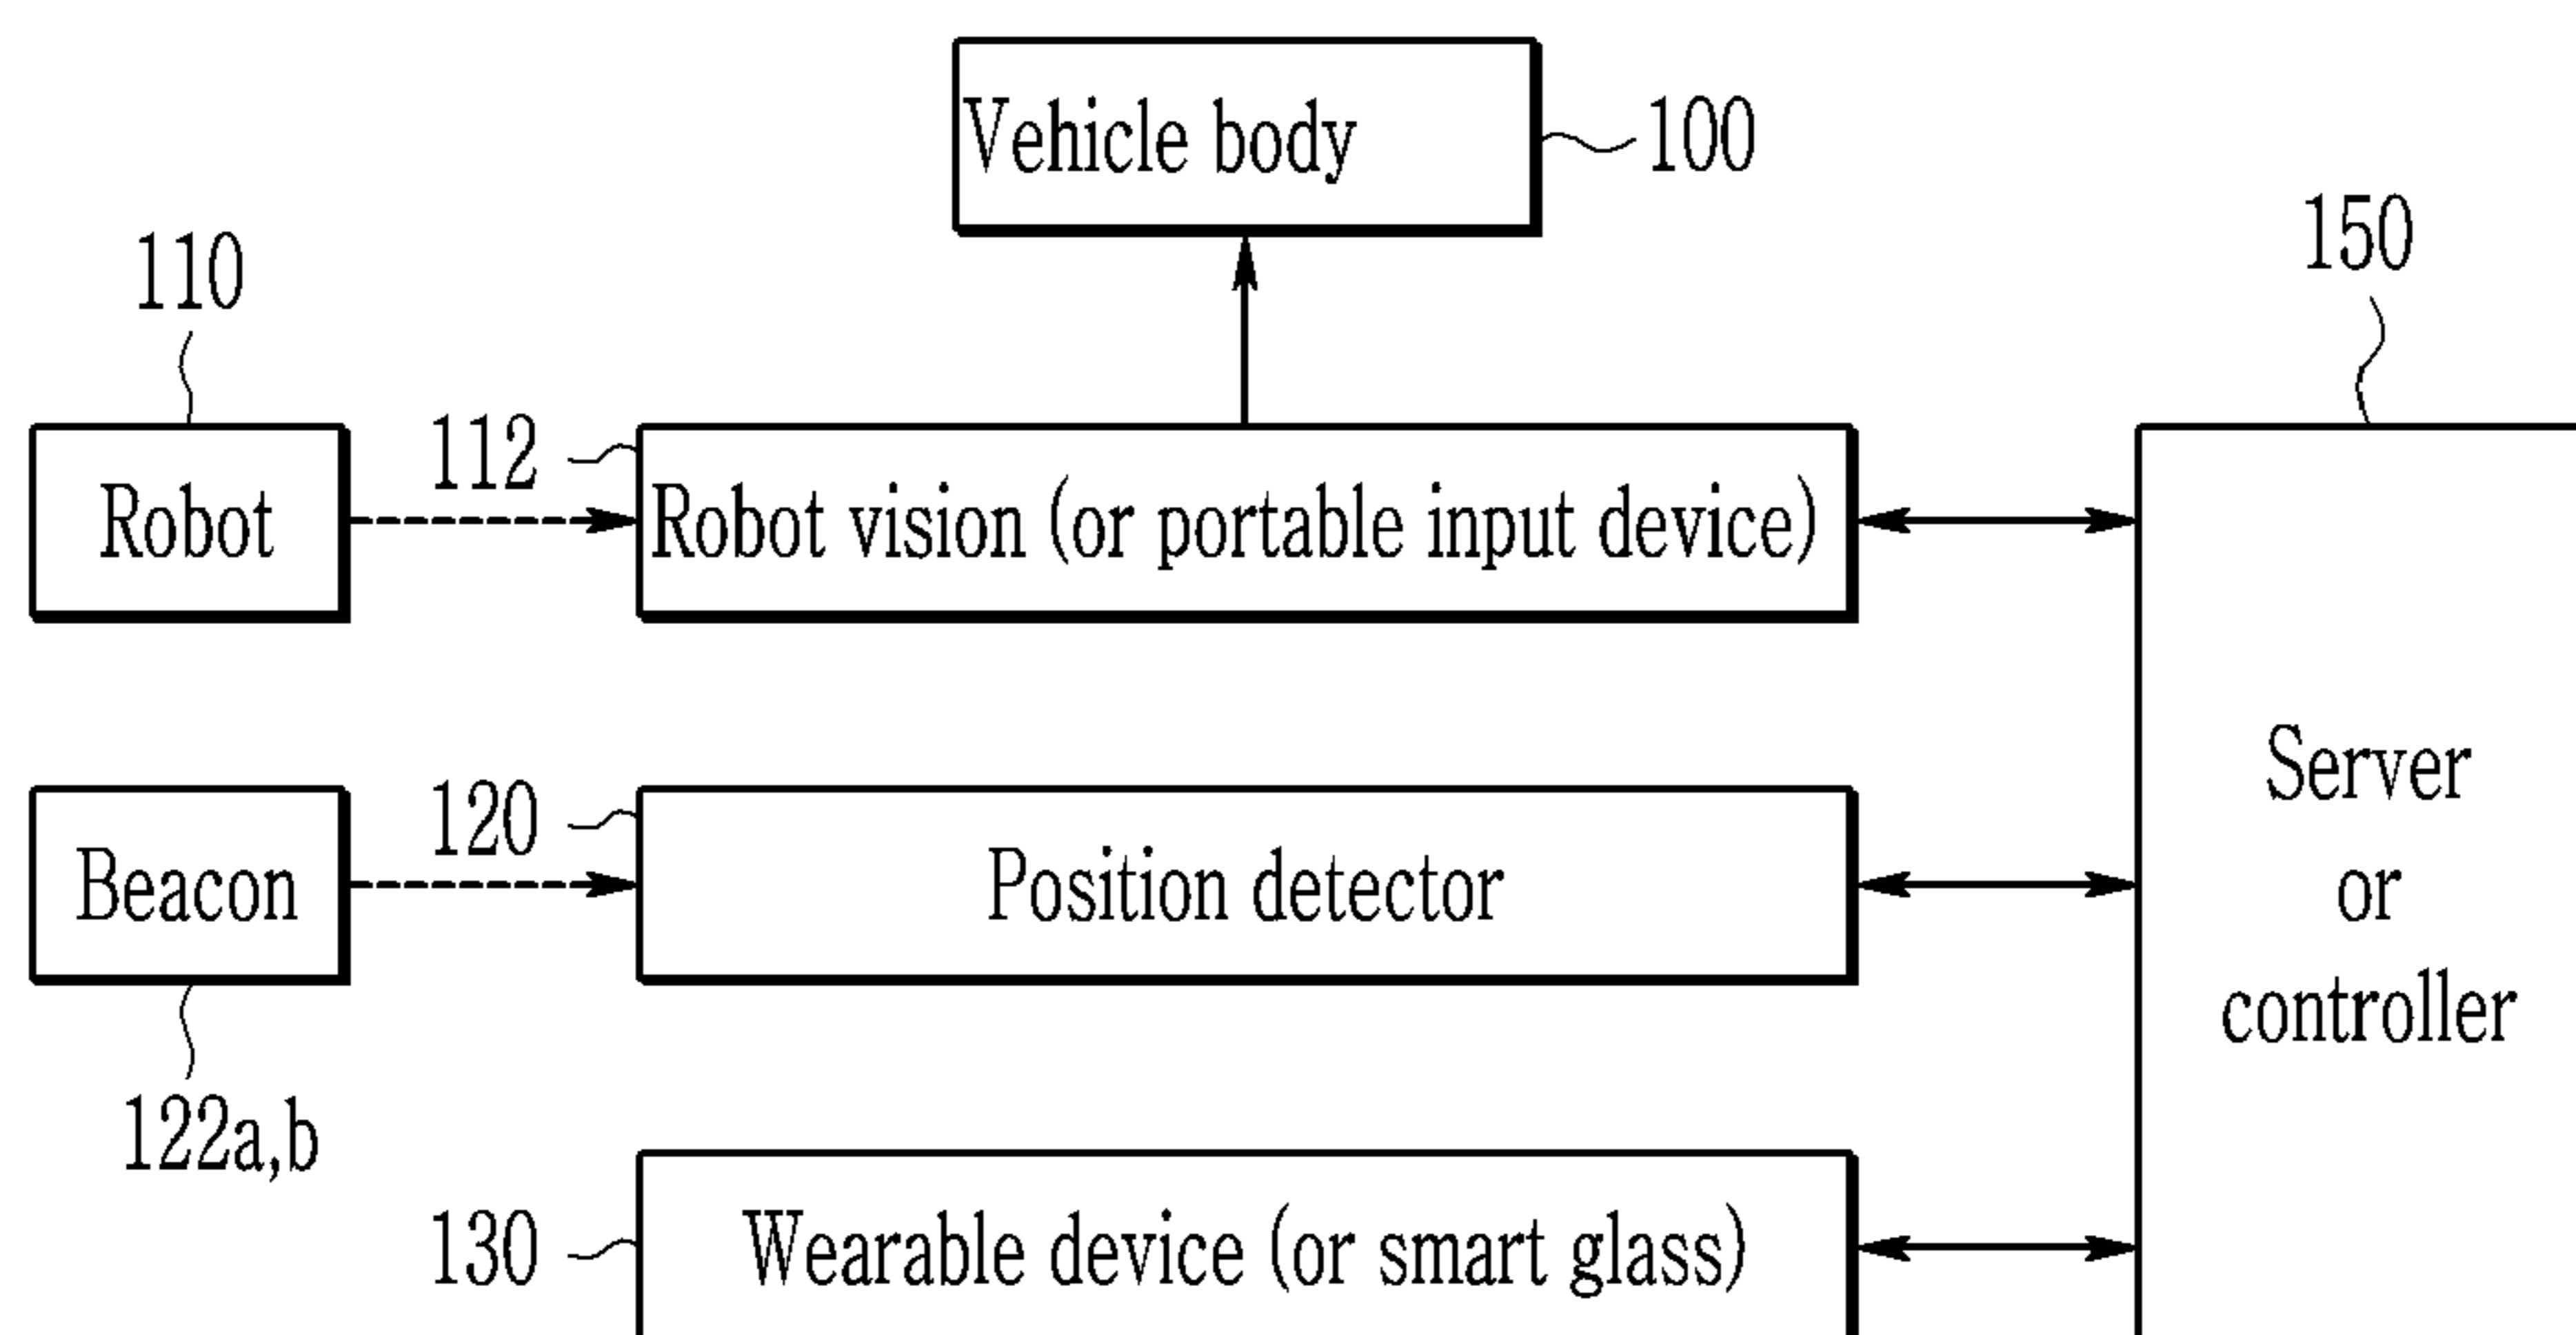 Vehicle body
100
110
150
112
Robot
Robot vision (or portable input device)
120
Beacon
Position detector
Server
or
controller
122a,b
130
Wearable device (or smart glass)